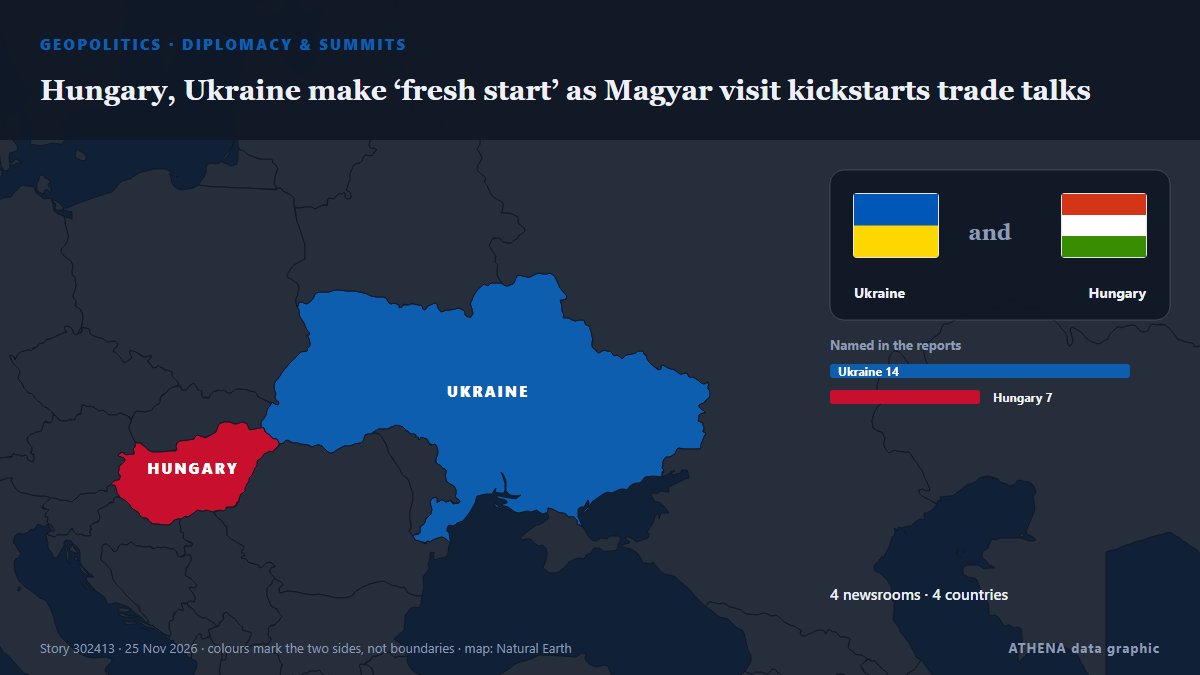 GEOPOLITICS · DIPLOMACY & SUMMITS
Hungary, Ukraine make ‘fresh start’ as Magyar visit kickstarts trade talks
and
Ukraine
Hungary
Named in the reports
Ukraine 14
Hungary 7
UKRAINE
HUNGARY
4 newsrooms · 4 countries
Story 302413 · 25 Nov 2026 · colours mark the two sides, not boundaries · map: Natural Earth
ATHENA data graphic